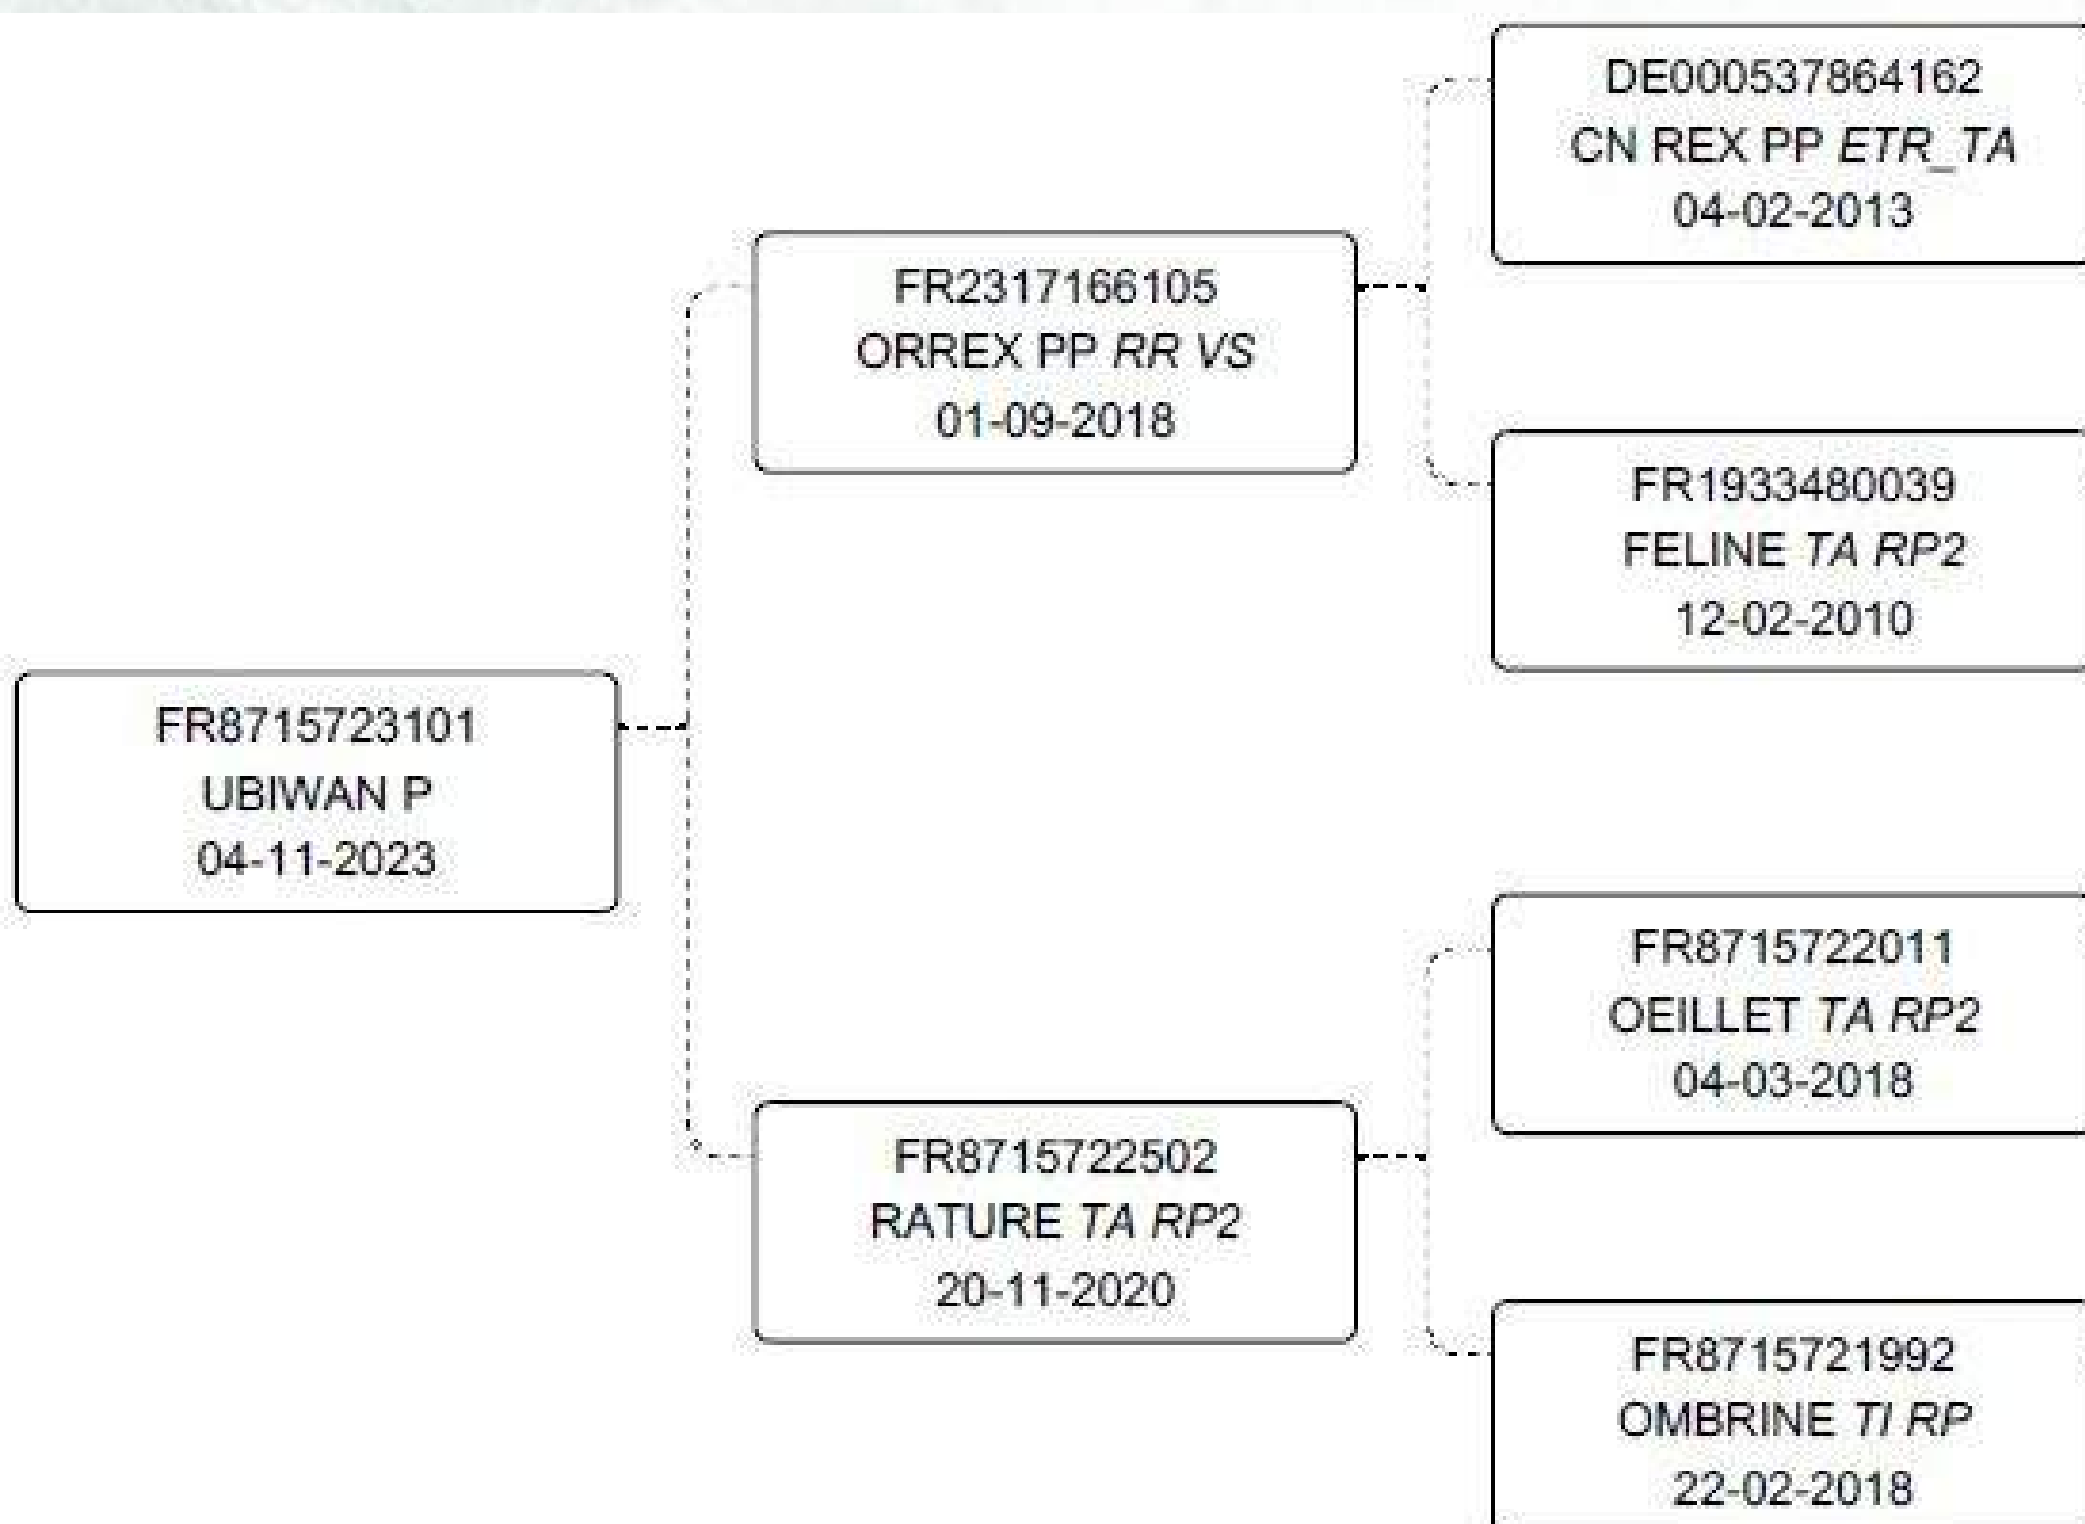 DE000537864162
CN REX PP ETR_TA
04-02-2013
FR2317166105
ORREX PP RR VS
01-09-2018
FR1933480039
FELINE TA RP2
12-02-2010
FR8715723101
UBIWAN P
04-11-2023
FR8715722011
OEILLET TA RP2
04-03-2018
FR8715722502
RATURE TA RP2
20-11-2020
FR8715721992
OMBRINE TI RP
22-02-2018